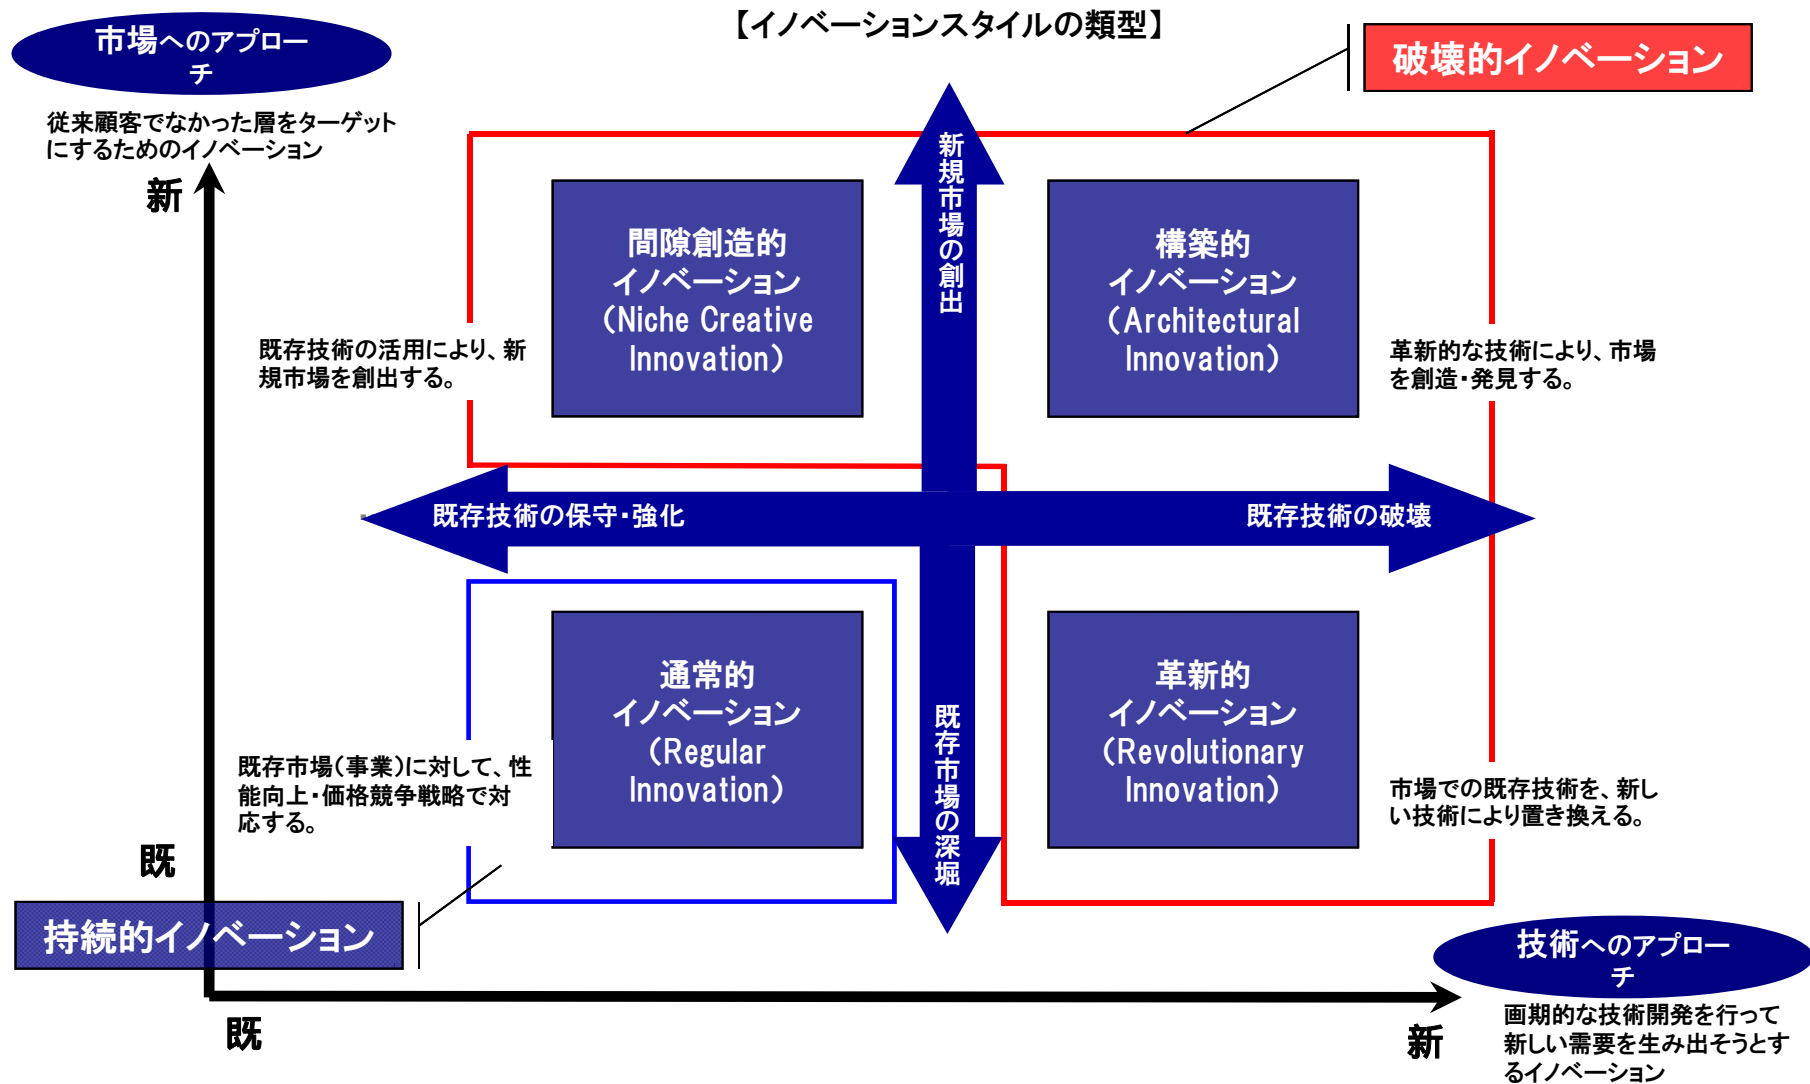 【イノベーションスタイルの類型】
市場へのアプロー
チ
従来顧客でなかった層をターゲット
にするためのイノベーション
新
破壊的イノベーション
新規市場の創出
間隙創造的
イノベーション
(Niche Creative
Innovation)
構築的
イノベーション
(Architectural
Innovation)
既存技術の活用により、新
規市場を創出する。
革新的な技術により、市場
を創造・発見する。
既存技術の保守・強化
既存技術の破壊
通常的
イノベーション
(Regular
Innovation)
革新的
イノベーション
(Revolutionary
Innovation)
既存市場の深堀
既存市場(事業)に対して、性
能向上・価格競争戦略で対
応する。
市場での既存技術を、新し
い技術により置き換える。
既
持続的イノベーション
技術へのアプロー
チ
既
新
画期的な技術開発を行って
新しい需要を生み出そうとす
るイノベーション